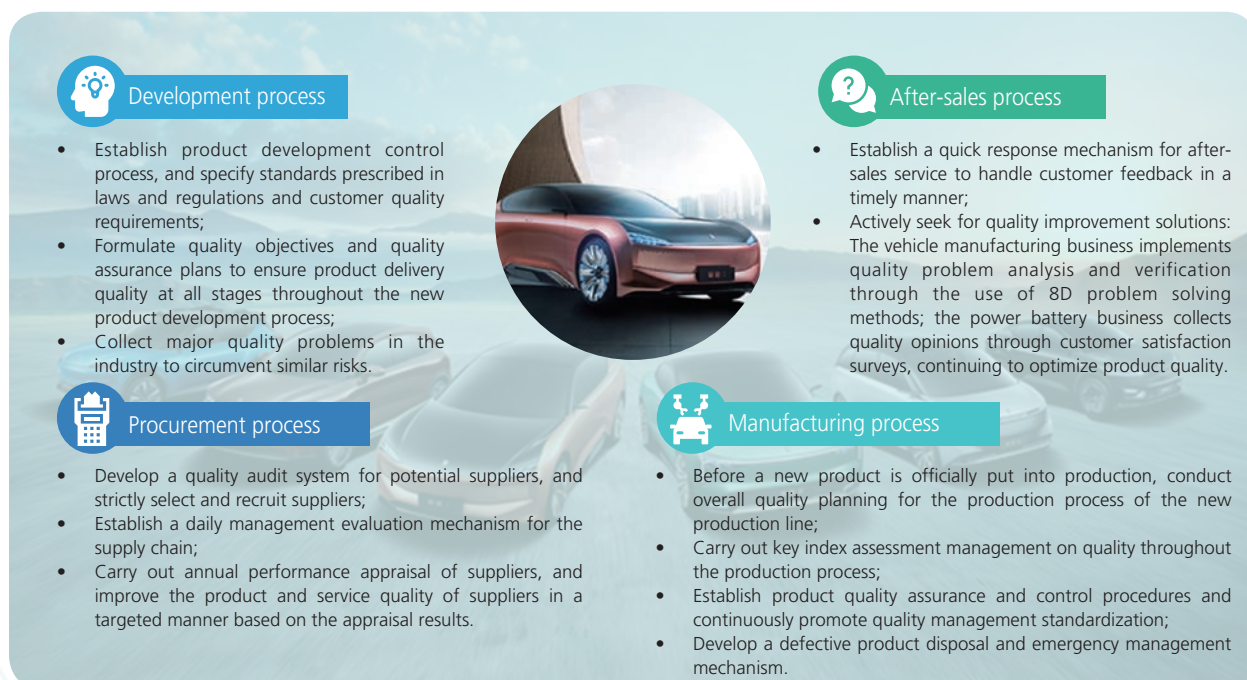 Development process
• Establish product development control
process, and specify standards prescribed in
laws and regulations and customer quality
requirements;
• Formulate quality objectives and quality
assurance plans to ensure product delivery
quality at all stages throughout the new
product development process;
• Collect major quality problems in the
industry to circumvent similar risks.
After-sales process
• Establish a quick response mechanism for after-
sales service to handle customer feedback in a
timely manner;
• Actively seek for quality improvement solutions:
The vehicle manufacturing business implements
quality problem analysis and verification
through the use of 8D problem solving
methods; the power battery business collects
quality opinions through customer satisfaction
surveys, continuing to optimize product quality.
Procurement process
• Develop a quality audit system for potential suppliers, and
strictly select and recruit suppliers;
• Establish a daily management evaluation mechanism for the
supply chain;
• Carry out annual performance appraisal of suppliers, and
improve the product and service quality of suppliers in a
targeted manner based on the appraisal results.
Manufacturing process
• Before a new product is officially put into production, conduct
overall quality planning for the production process of the new
production line;
• Carry out key index assessment management on quality throughout
the production process;
• Establish product quality assurance and control procedures and
continuously promote quality management standardization;
• Develop a defective product disposal and emergency management
mechanism.